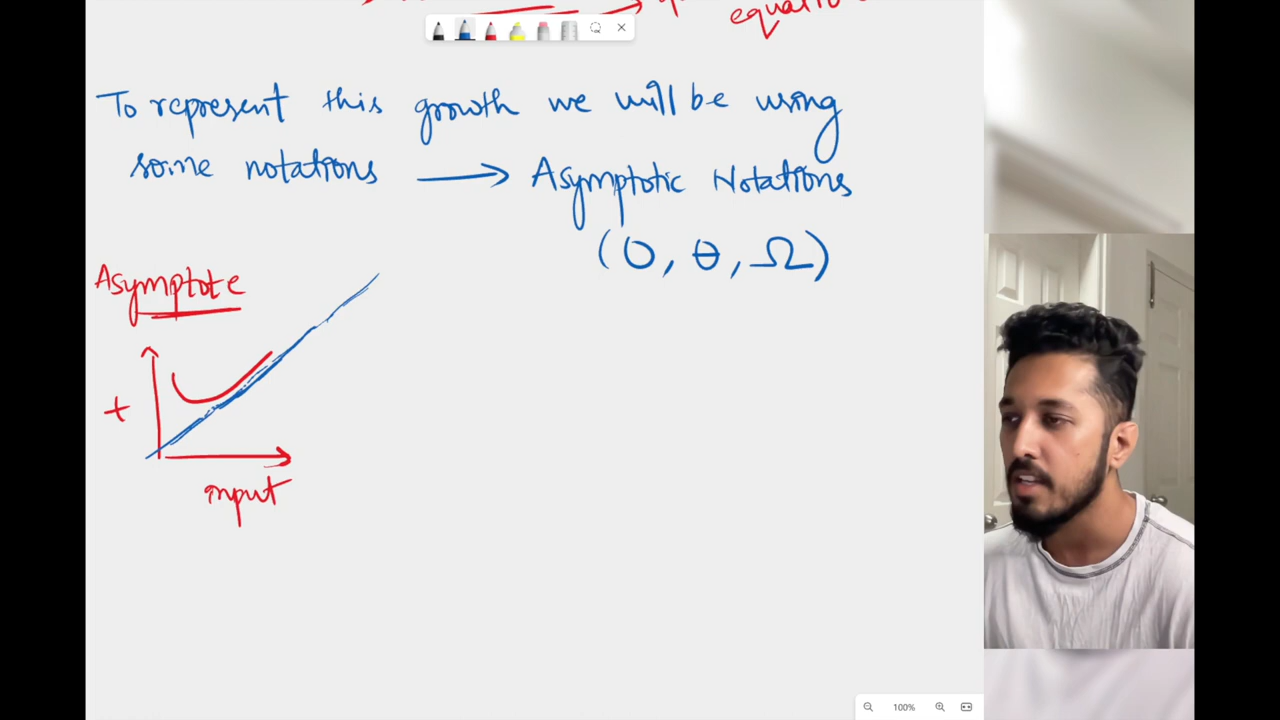 To represent this growth we will be using
some notations → Asymptotic Notations
(O, θ, Ω)
Asymptote
t
input
100%